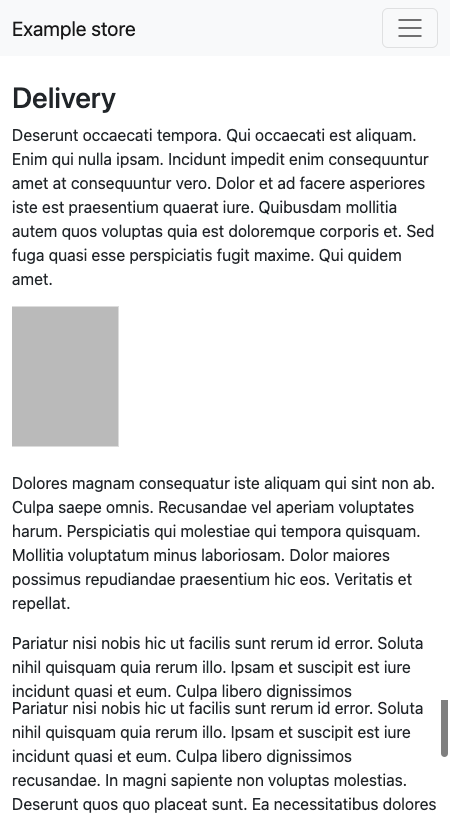 Example store
Delivery
Deserunt occaecati tempora. Qui occaecati est aliquam.
Enim qui nulla ipsam. Incidunt impedit enim consequuntur
amet at consequuntur vero. Dolor et ad facere asperiores
iste est praesentium quaerat iure. Quibusdam mollitia
autem quos voluptas quia est doloremque corporis et. Sed
fuga quasi esse perspiciatis fugit maxime. Qui quidem
amet.
Dolores magnam consequatur iste aliquam qui sint non ab.
Culpa saepe omnis. Recusandae vel aperiam voluptates
harum. Perspiciatis qui molestiae qui tempora quisquam.
Mollitia voluptatum minus laboriosam. Dolor maiores
possimus repudiandae praesentium hic eos. Veritatis et
repellat.
Pariatur nisi nobis hic ut facilis sunt rerum id error. Soluta
nihil quisquam quia rerum illo. Ipsam et suscipit est iure
incidunt quasi et eum. Culpa libero dignissimos
Pariatur nisi nobis hic ut facilis sunt rerum id error. Soluta
nihil quisquam quia rerum illo. Ipsam et suscipit est iure
incidunt quasi et eum. Culpa libero dignissimos
recusandae. In magni sapiente non voluptas molestias.
Deserunt quos quo placeat sunt. Ea necessitatibus dolores